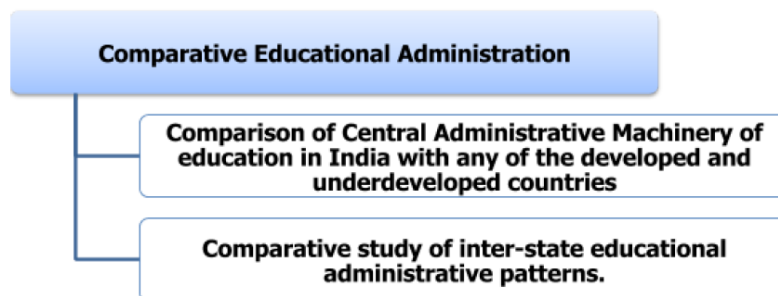 Comparative Educational Administration
Comparison of Central Administrative Machinery of
education in India with any of the developed and
underdeveloped countries
Comparative study of inter-state educational
administrative patterns.